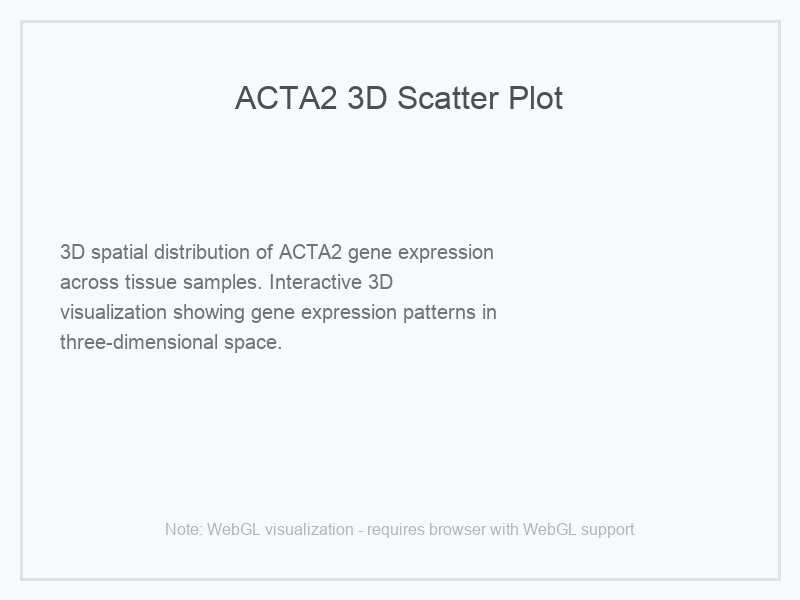 ACTA2 3D Scatter Plot
3D spatial distribution of ACTA2 gene expression
across tissue samples. Interactive 3D
visualization showing gene expression patterns in
three-dimensional space.
Note: WebGL visualization - requires browser with WebGL support